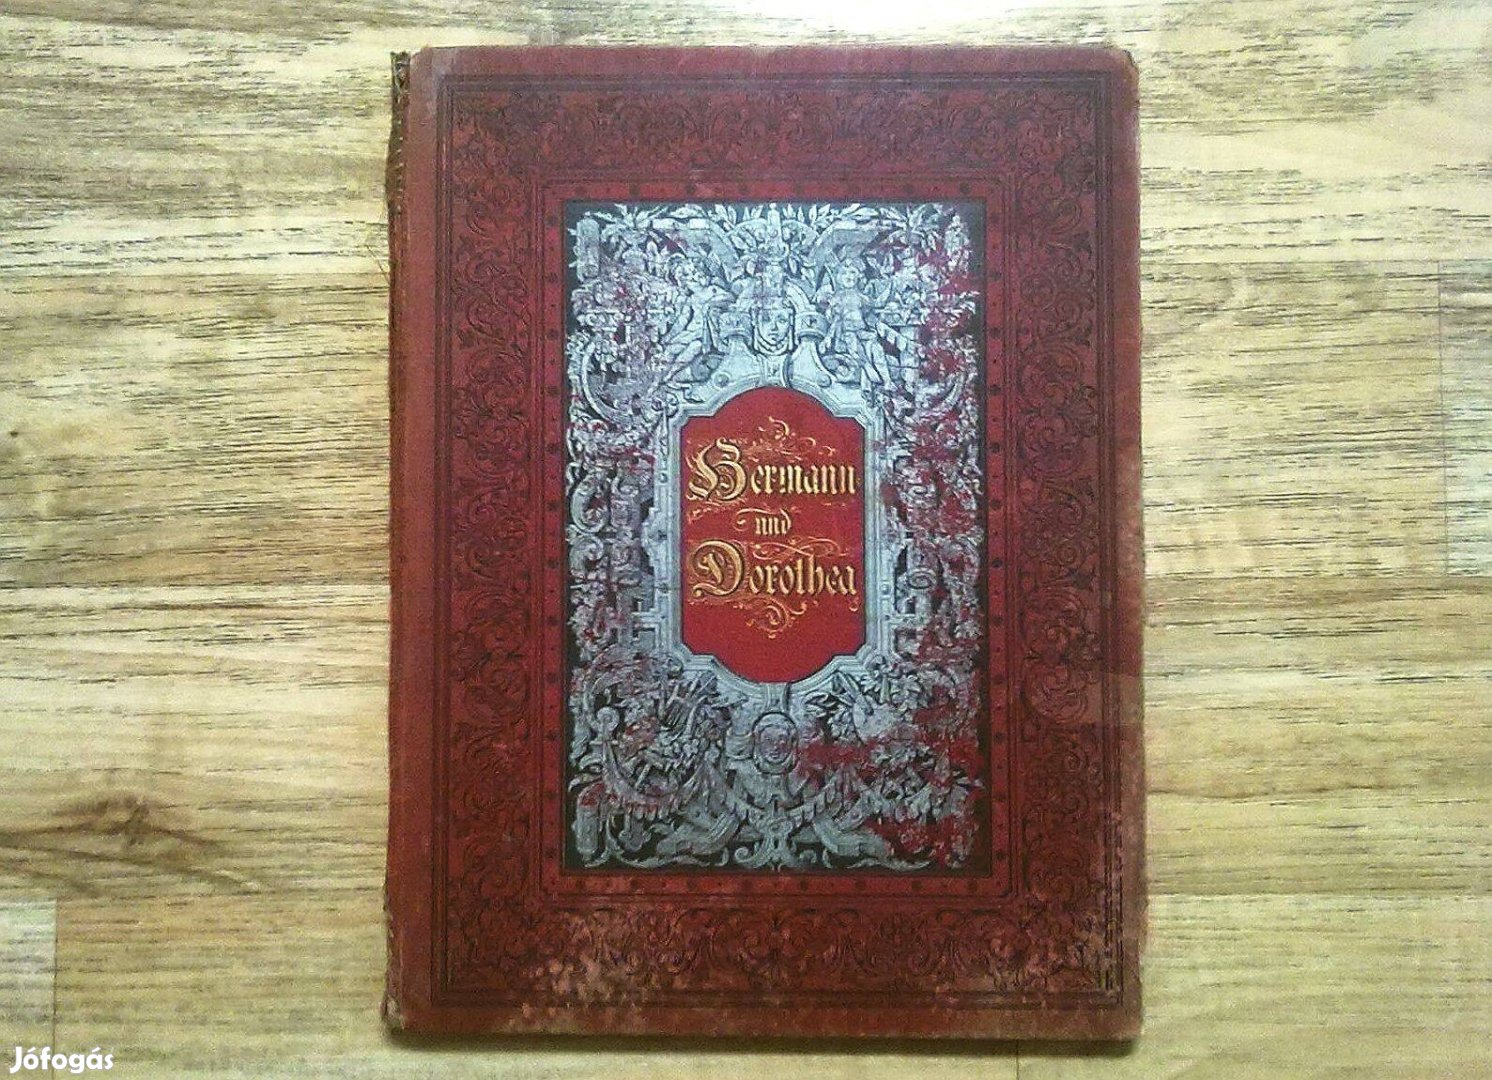 Hermann
und
Dorothea
Jófogás